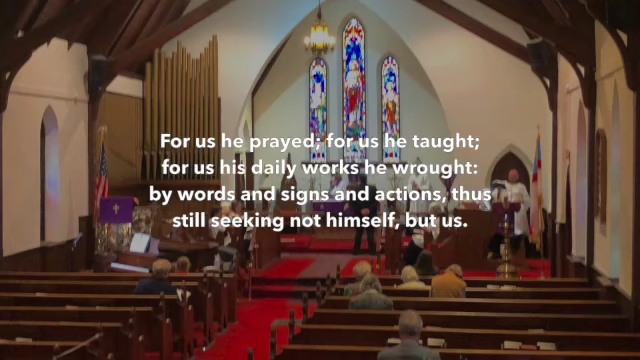 For us he prayed; for us he taught;
for us his daily works he wrought:
by words and signs and actions, thus
still seeking not himself, but us.